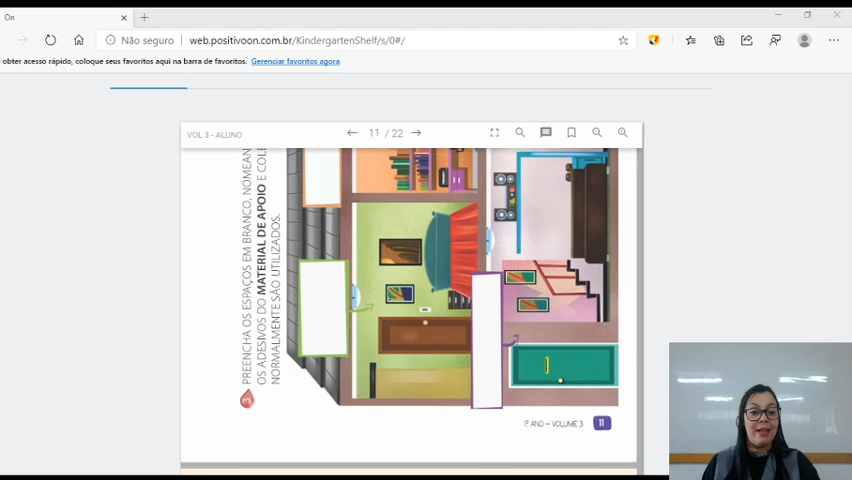 On
Não seguro
web.positivoon.com.br/KindergartenShelf/s/0#/
obter acesso rápido, coloque seus favoritos aqui na barra de favoritos. Gerenciar favoritos agora
VOL 3 - ALUNO
11 / 22
3 PREENCHA OS ESPAÇOS EM BRANCO, NOMEAN
OS ADESIVOS DO MATERIAL DE APOIO E COLE
NORMALMENTE SÃO UTILIZADOS.
1º. ANO – VOLUME 3
11